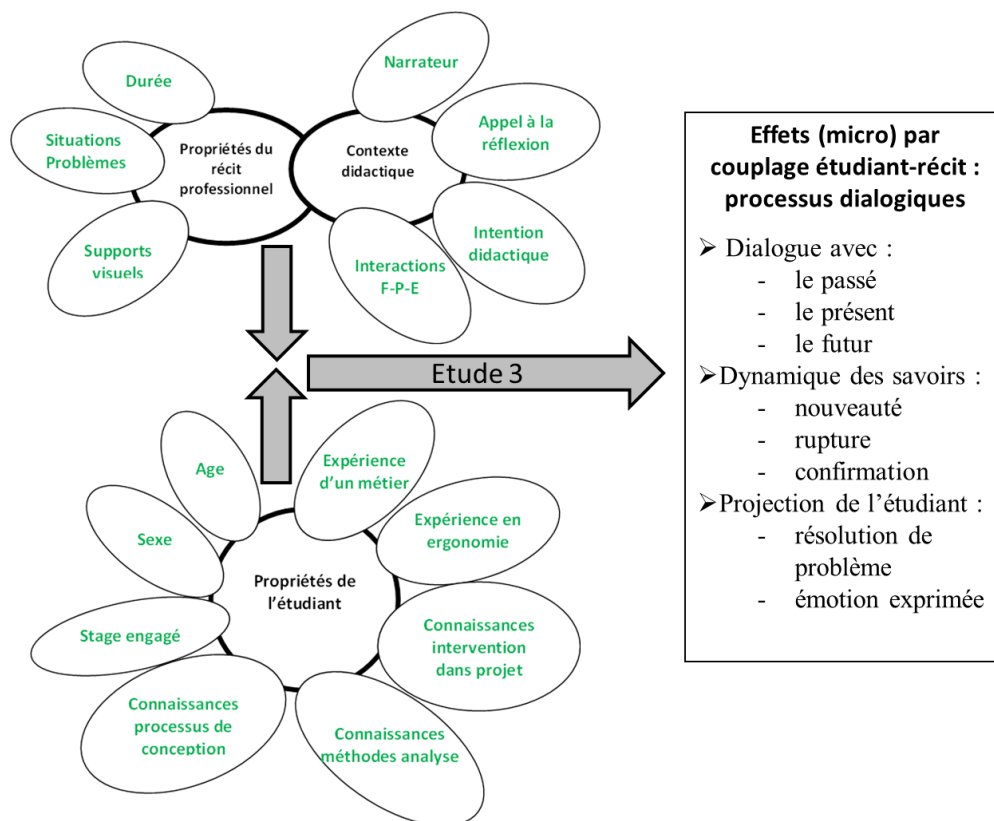 Durée
Situations
Problèmes
Supports
visuels
Propriétés du
récit
professionnel
Contexte
didactique
Narrateur
Appel à la
réflexion
Intention
didactique
Interactions
F-P-E
Etude 3
Age
Sexe
Stage engagé
Connaissances
processus de
conception
Propriétés de
l'étudiant
Expérience
d'un métier
Expérience en
ergonomie
Connaissances
intervention
dans projet
Connaissances
méthodes analyse
Effets (micro) par
couplage étudiant-récit :
processus dialogiques
➢ Dialogue avec :
- le passé
- le présent
- le futur
➢Dynamique des savoirs :
- nouveauté
- rupture
- confirmation
➢Projection de l'étudiant :
- résolution de
problème
- émotion exprimée